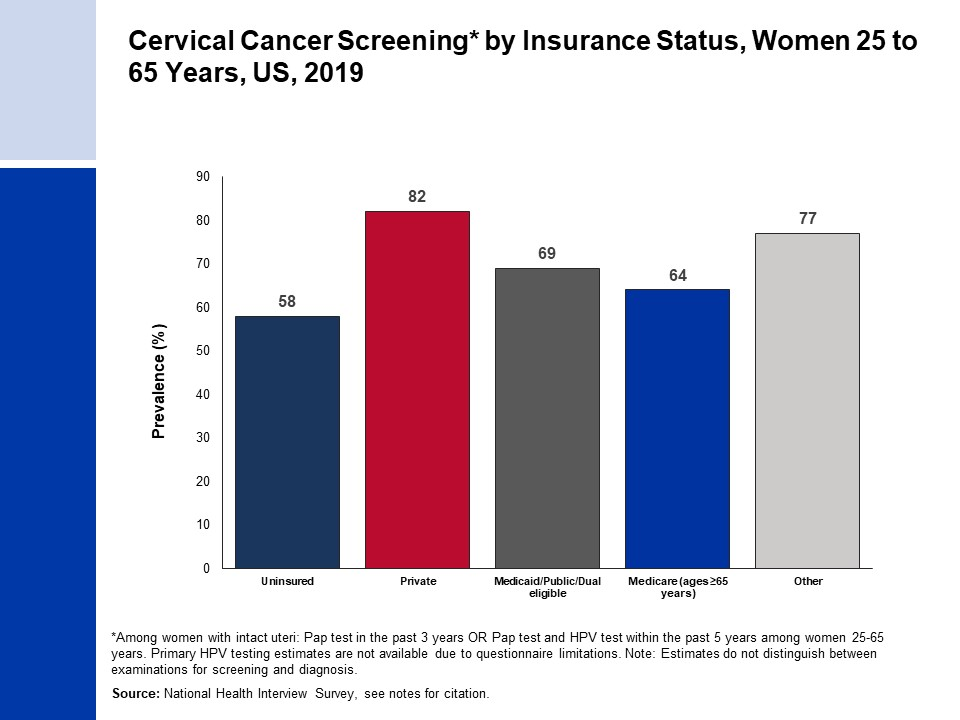 Cervical Cancer Screening* by Insurance Status, Women 25 to
65 Years, US, 2019
90
80
70
60
50
40
30
20
10
0
Prevalence (%)
58
82
69
64
77
Uninsured
Private
Medicaid/Public/Dual
eligible
Medicare (ages ≥65
years)
Other
*Among women with intact uteri: Pap test in the past 3 years OR Pap test and HPV test within the past 5 years among women 25-65
years. Primary HPV testing estimates are not available due to questionnaire limitations. Note: Estimates do not distinguish between
examinations for screening and diagnosis.
Source: National Health Interview Survey, see notes for citation.